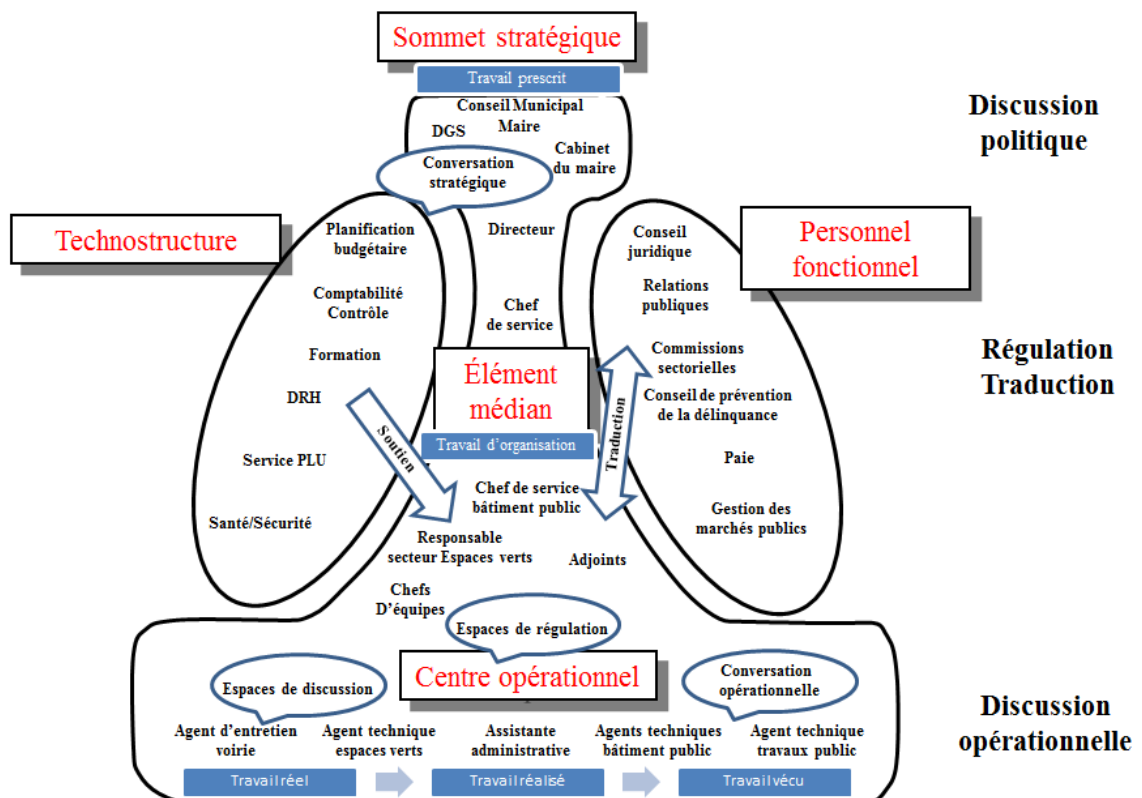 Sommet stratégique
Travail prescrit
Conseil Municipal
Maire
DGS
Cabinet
du maire
Conversation
stratégique
Discussion
politique
Technostructure
Planification
budgétaire
Comptabilité
Contrôle
Formation
DRH
Service PLU
Santé/Sécurité
Soutien
Directeur
Chef
de service
Élément
médian
Travail d'organisation
Chef de service
bâtiment public
Responsable
secteur Espaces verts
Adjoints
Chefs
D'équipes
Traduction
Personnel
fonctionnel
Conseil
juridique
Relations
publiques
Commissions
sectorielles
Conseil de prévention
de la délinquance
Paie
Gestion des
marchés publics
Régulation
Traduction
Espaces de régulation
Centre opérationnel
Espaces de discussion
Conversation
opérationnelle
Agent d'entretien
voirie
Agent technique
espaces verts
Assistante
administrative
Agents techniques
bâtiment public
Agent technique
travaux public
Travail réel
Travail réalisé
Travail vécu
Discussion
opérationnelle